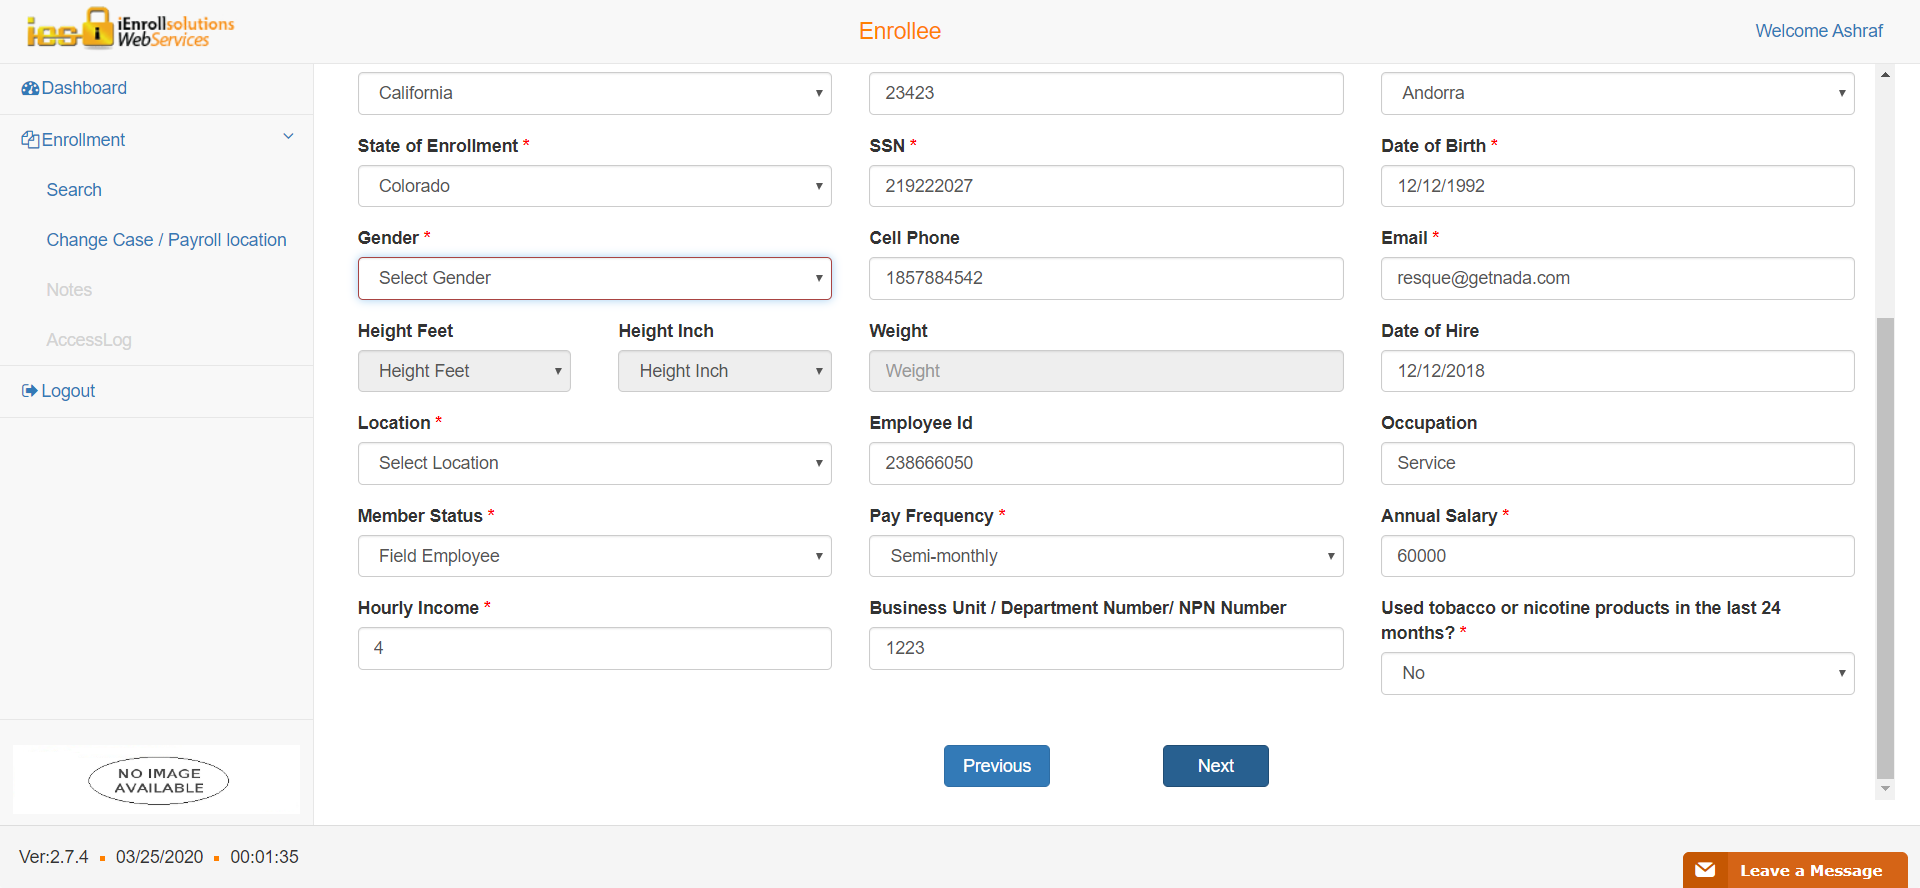 ies iEnrollsolutions
WebServices
Enrollee
Welcome Ashraf
Dashboard
Enrollment
Search
Change Case / Payroll location
Notes
AccessLog
Logout
NO IMAGE
AVAILABLE
California
23423
Andorra
State of Enrollment *
SSN *
Date of Birth *
Colorado
219222027
12/12/1992
Gender *
Cell Phone
Email *
Select Gender
1857884542
resque@getnada.com
Height Feet
Height Inch
Weight
Date of Hire
Height Feet
Height Inch
Weight
12/12/2018
Location *
Employee Id
Occupation
Select Location
238666050
Service
Member Status *
Pay Frequency *
Annual Salary *
Field Employee
Semi-monthly
60000
Hourly Income *
Business Unit / Department Number/ NPN Number
Used tobacco or nicotine products in the last 24
months? *
4
1223
No
Previous
Next
Ver:2.7.4 ▪ 03/25/2020 ▪ 00:01:35
Leave a Message